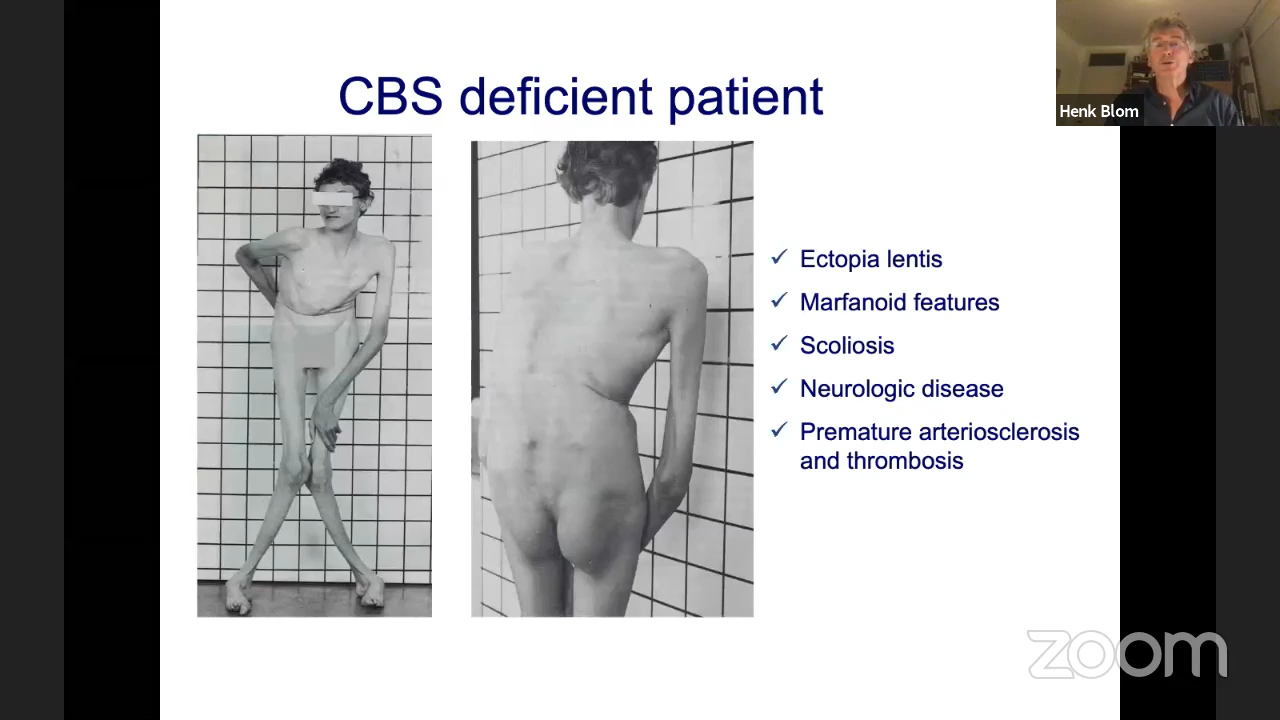 CBS deficient patient
Henk Blom
✓ Ectopia lentis
✓ Marfanoid features
✓ Scoliosis
✓ Neurologic disease
✓ Premature arteriosclerosis
and thrombosis
zoom